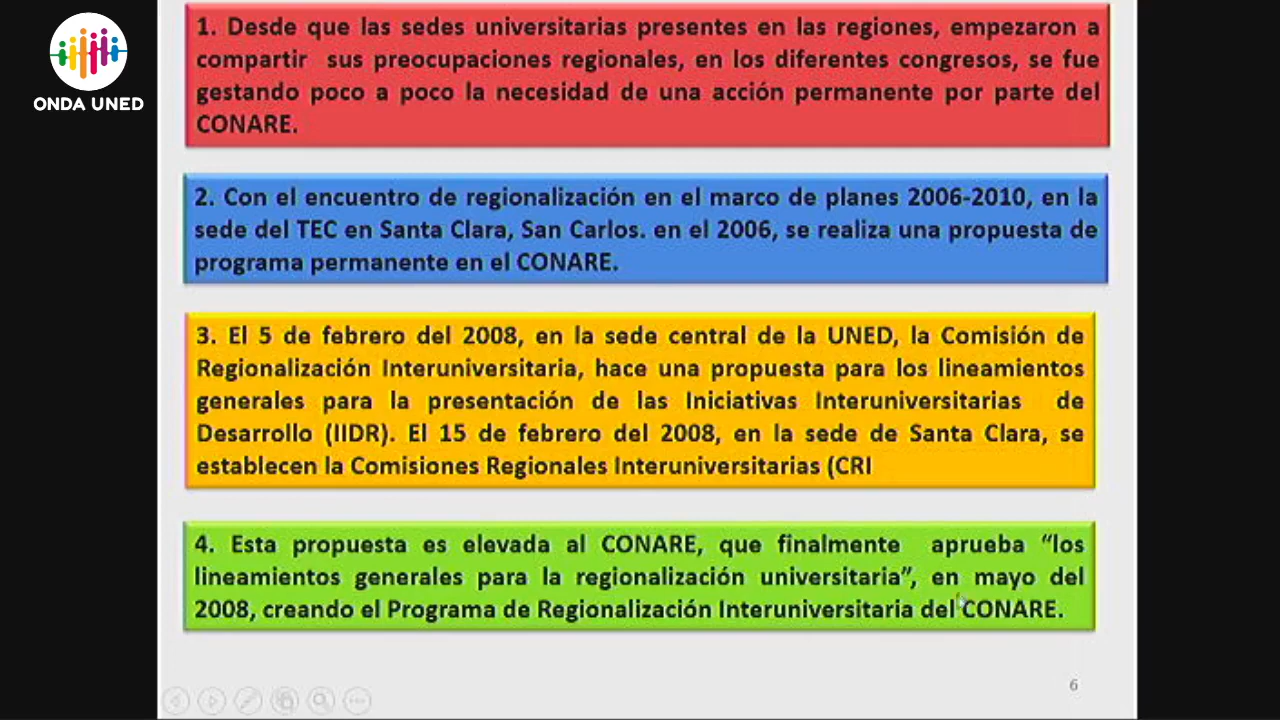 ONDA UNED
1. Desde que las sedes universitarias presentes en las regiones, empezaron a
compartir sus preocupaciones regionales, en los diferentes congresos, se fue
gestando poco a poco la necesidad de una acción permanente por parte del
CONARE.
2. Con el encuentro de regionalización en el marco de planes 2006-2010, en la
sede del TEC en Santa Clara, San Carlos. en el 2006, se realiza una propuesta de
programa permanente en el CONARE.
3. El 5 de febrero del 2008, en la sede central de la UNED, la Comisión de
Regionalización Interuniversitaria, hace una propuesta para los lineamientos
generales para la presentación de las Iniciativas Interuniversitarias de
Desarrollo (IIDR). El 15 de febrero del 2008, en la sede de Santa Clara, se
establecen la Comisiones Regionales Interuniversitarias (CRI
4. Esta propuesta es elevada al CONARE, que finalmente aprueba “los
lineamientos generales para la regionalización universitaria”, en mayo del
2008, creando el Programa de Regionalización Interuniversitaria del CONARE.
6